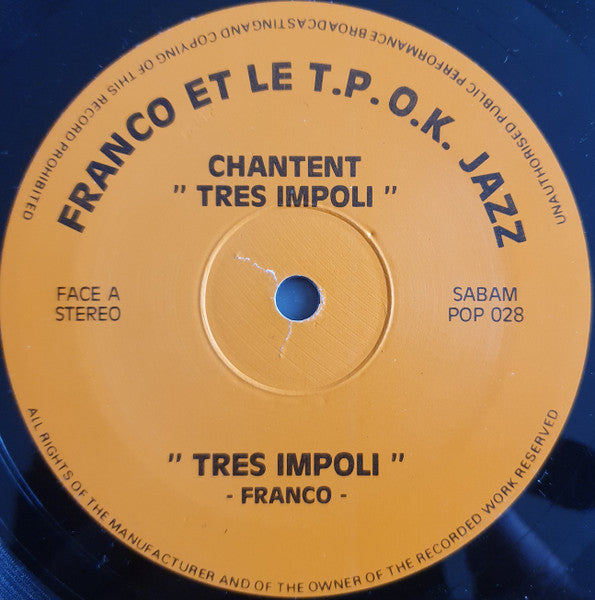 FRANCO ET LE T.P. O.K. JAZZ
CHANTENT
" TRES IMPOLI "
FACE A
STEREO
SABAM
POP 028
" TRES IMPOLI "
- FRANCO -
ALL RIGHTS OF THE MANUFACTURER AND OF THE OWNER OF THE RECORDED WORK RESERVED
UNAUTHORISED PUBLIC PERFORMANCE BROADCASTING AND COPYING OF THIS RECORD PROHIBITED